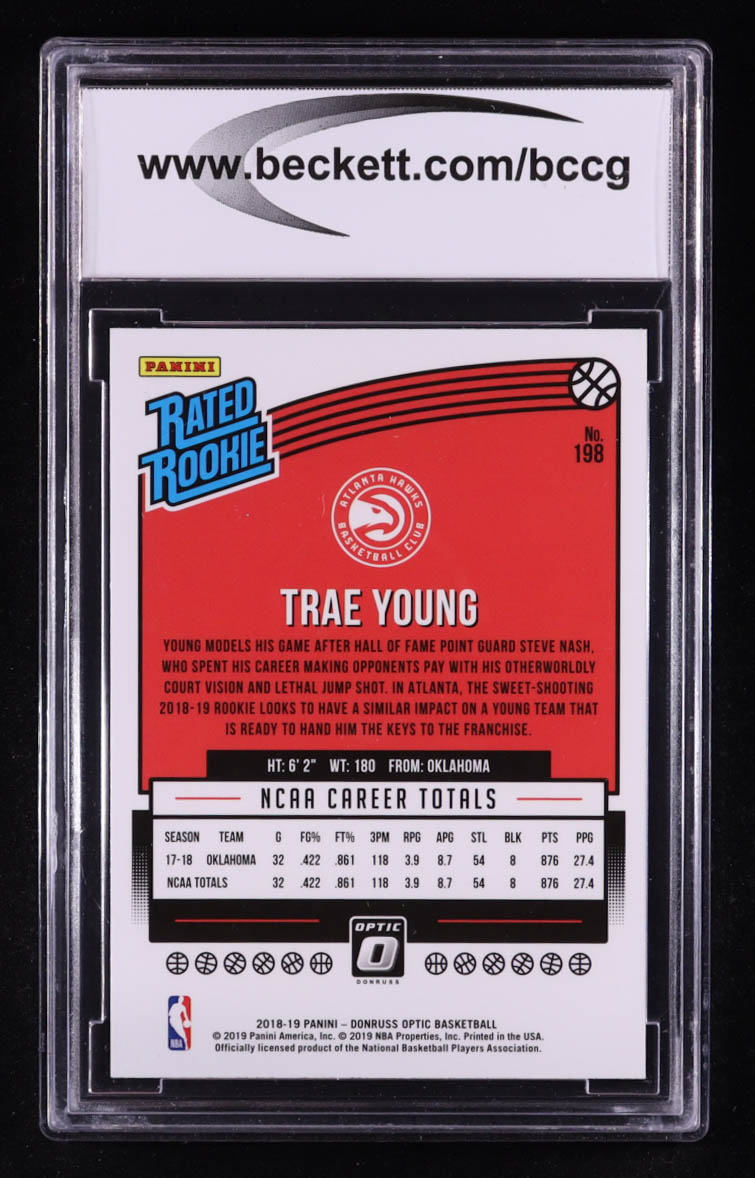 www.beckett.com/bccg
PANINI
RATED
ROOKIE
No.
198
ATLANTA HAWKS
BASKETBALL CLUB
TRAE YOUNG
YOUNG MODELS HIS GAME AFTER HALL OF FAME POINT GUARD STEVE NASH,
WHO SPENT HIS CAREER MAKING OPPONENTS PAY WITH HIS OTHERWORLDLY
COURT VISION AND LETHAL JUMP SHOT. IN ATLANTA, THE SWEET-SHOOTING
2018-19 ROOKIE LOOKS TO HAVE A SIMILAR IMPACT ON A YOUNG TEAM THAT
IS READY TO HAND HIM THE KEYS TO THE FRANCHISE.
HT: 6' 2" WT: 180 FROM: OKLAHOMA
NCAA CAREER TOTALS
SEASON TEAM G FG% FT% 3PM RPG APG STL BLK PTS PPG
17-18 OKLAHOMA 32 .422 .861 118 3.9 8.7 54 8 876 27.4
NCAA TOTALS 32 .422 .861 118 3.9 8.7 54 8 876 27.4
OPTIC
O
DONRUSS
NBA
2018-19 PANINI – DONRUSS OPTIC BASKETBALL
© 2019 Panini America, Inc. © 2019 NBA Properties, Inc. Printed in the USA.
Officially licensed product of the National Basketball Players Association.